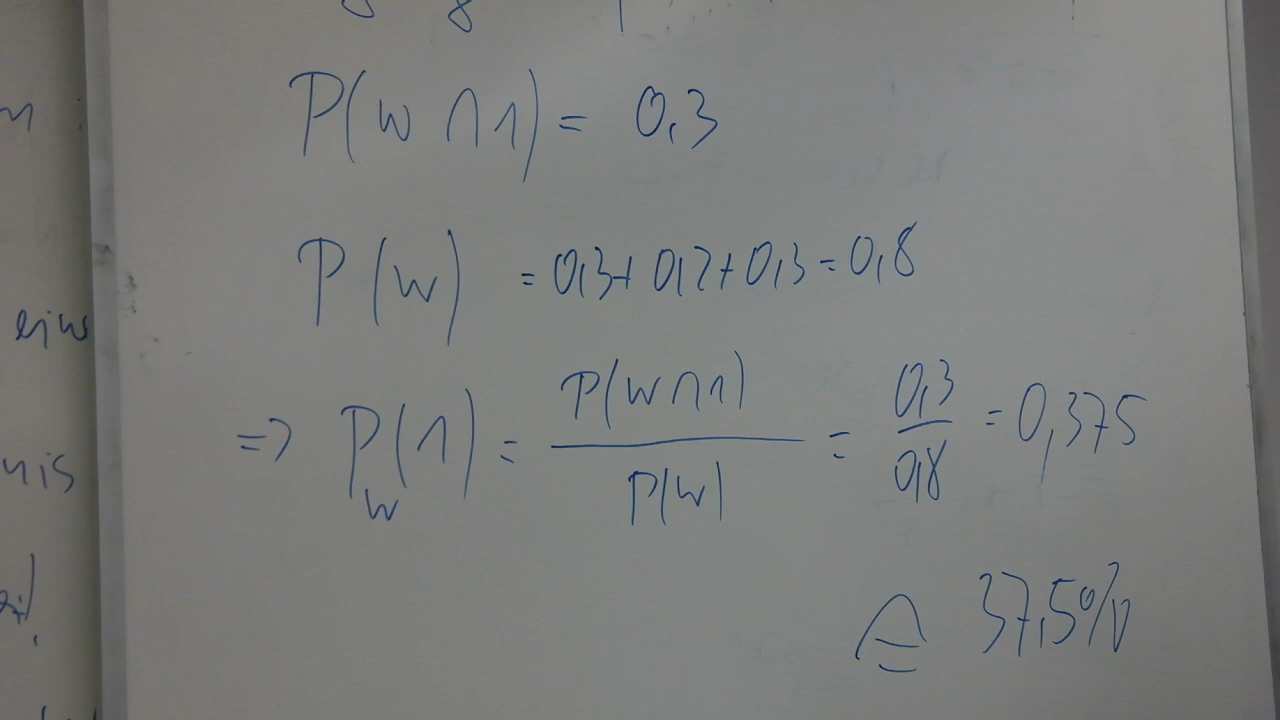 P(W ∩ 1) = 0,3
P(W) = 0,3 + 0,2 + 0,3 = 0,8
=> P_W(1) = P(W ∩ 1) / P(W) = 0,3 / 0,8 = 0,375
≙ 37,5%